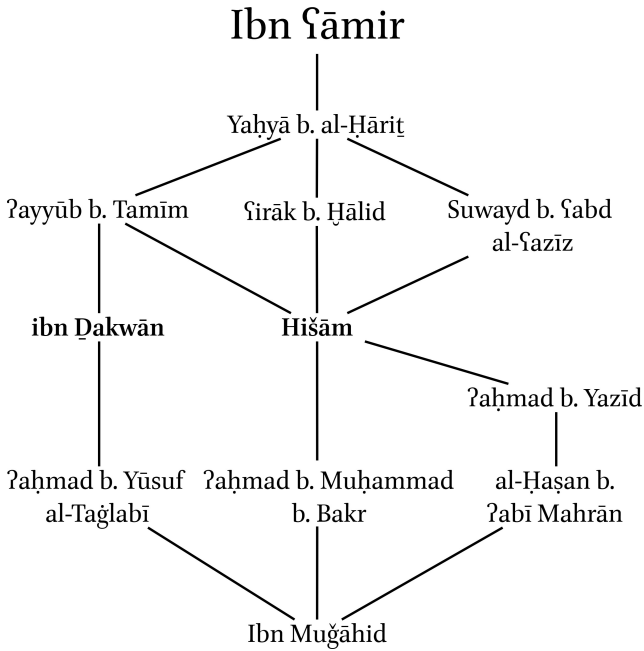 Ibn ʕāmir
Yaḥyā b. al-Ḥāriṯ
ʔayyūb b. Tamīm
ʕirāk b. Ḫālid
Suwayd b. ʕabd
al-ʕazīz
ibn Ḏakwān
Hišām
ʔaḥmad b. Yazīd
ʔaḥmad b. Yūsuf
al-Taġlabī
ʔaḥmad b. Muḥammad
b. Bakr
al-Ḥaṣan b.
ʔabī Mahrān
Ibn Muǧāhid